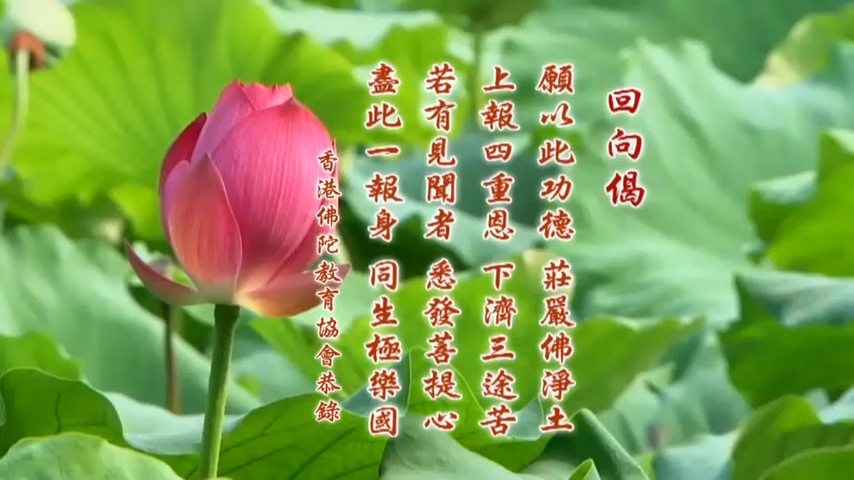 回向偈
願以此功德 莊嚴佛淨土
上報四重恩 下濟三途苦
若有見聞者 悉發菩提心
盡此一報身 同生極樂國
香港佛陀教育協會恭錄